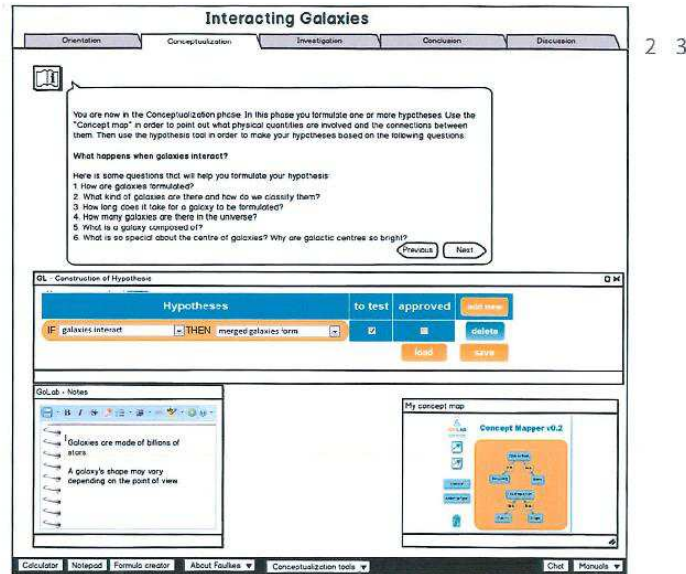 Interacting Galaxies
Orientation Conceptualization Investigation Conclusion Discussion
2 3
You are now in the Conceptualization phase. In this phase you formulate one or more hypotheses. Use the
"Concept map" in order to point out what physical quantities are involved and the connections between
them. Then use the hypothesis tool in order to make your hypotheses based on the following questions:
What happens when galaxies interact?
Here is some questions that will help you formulate your hypothesis
1. How are galaxies formulated?
2. What kind of galaxies are there and how do we classify them?
3. How long does it take for a galaxy to be formulated?
4. How many galaxies are there in the universe?
5. What is a galaxy composed of?
6. What is so special about the centre of galaxies? Why are galactic centres so bright?
Previous Next
GL - Construction of Hypothesis
Hypotheses to test approved add new
IF galaxies interact THEN merged galaxies form delete
load save
GoLab - Notes
Galaxies are made of billions of
stars
A galaxy's shape may vary
depending on the point of view
My concept map
Concept Mapper v0.2
Calculator Notepad Formula creator About Faulkes Conceptualization tools Chat Manuals